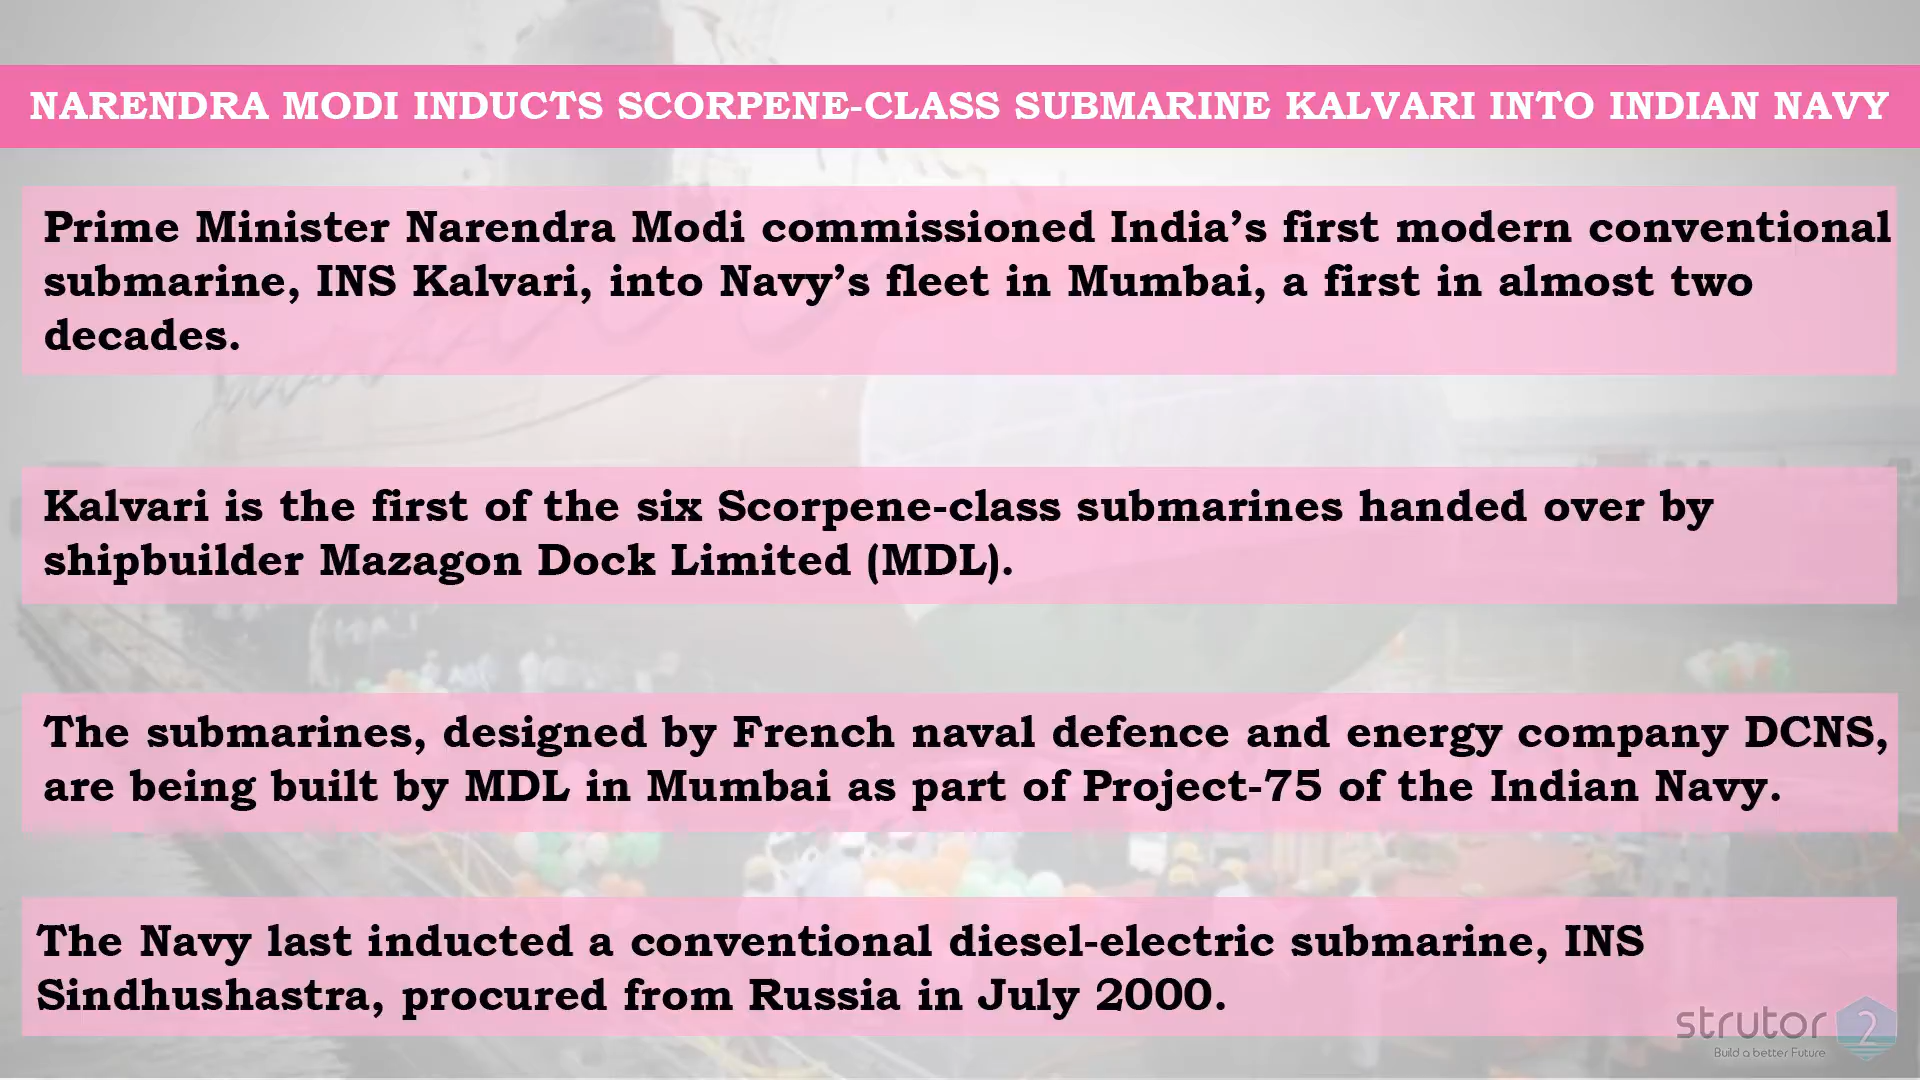 NARENDRA MODI INDUCTS SCORPENE-CLASS SUBMARINE KALVARI INTO INDIAN NAVY
Prime Minister Narendra Modi commissioned India’s first modern conventional
submarine, INS Kalvari, into Navy’s fleet in Mumbai, a first in almost two
decades.
Kalvari is the first of the six Scorpene-class submarines handed over by
shipbuilder Mazagon Dock Limited (MDL).
The submarines, designed by French naval defence and energy company DCNS,
are being built by MDL in Mumbai as part of Project-75 of the Indian Navy.
The Navy last inducted a conventional diesel-electric submarine, INS
Sindhushastra, procured from Russia in July 2000.
strutor 2
Build a better Future